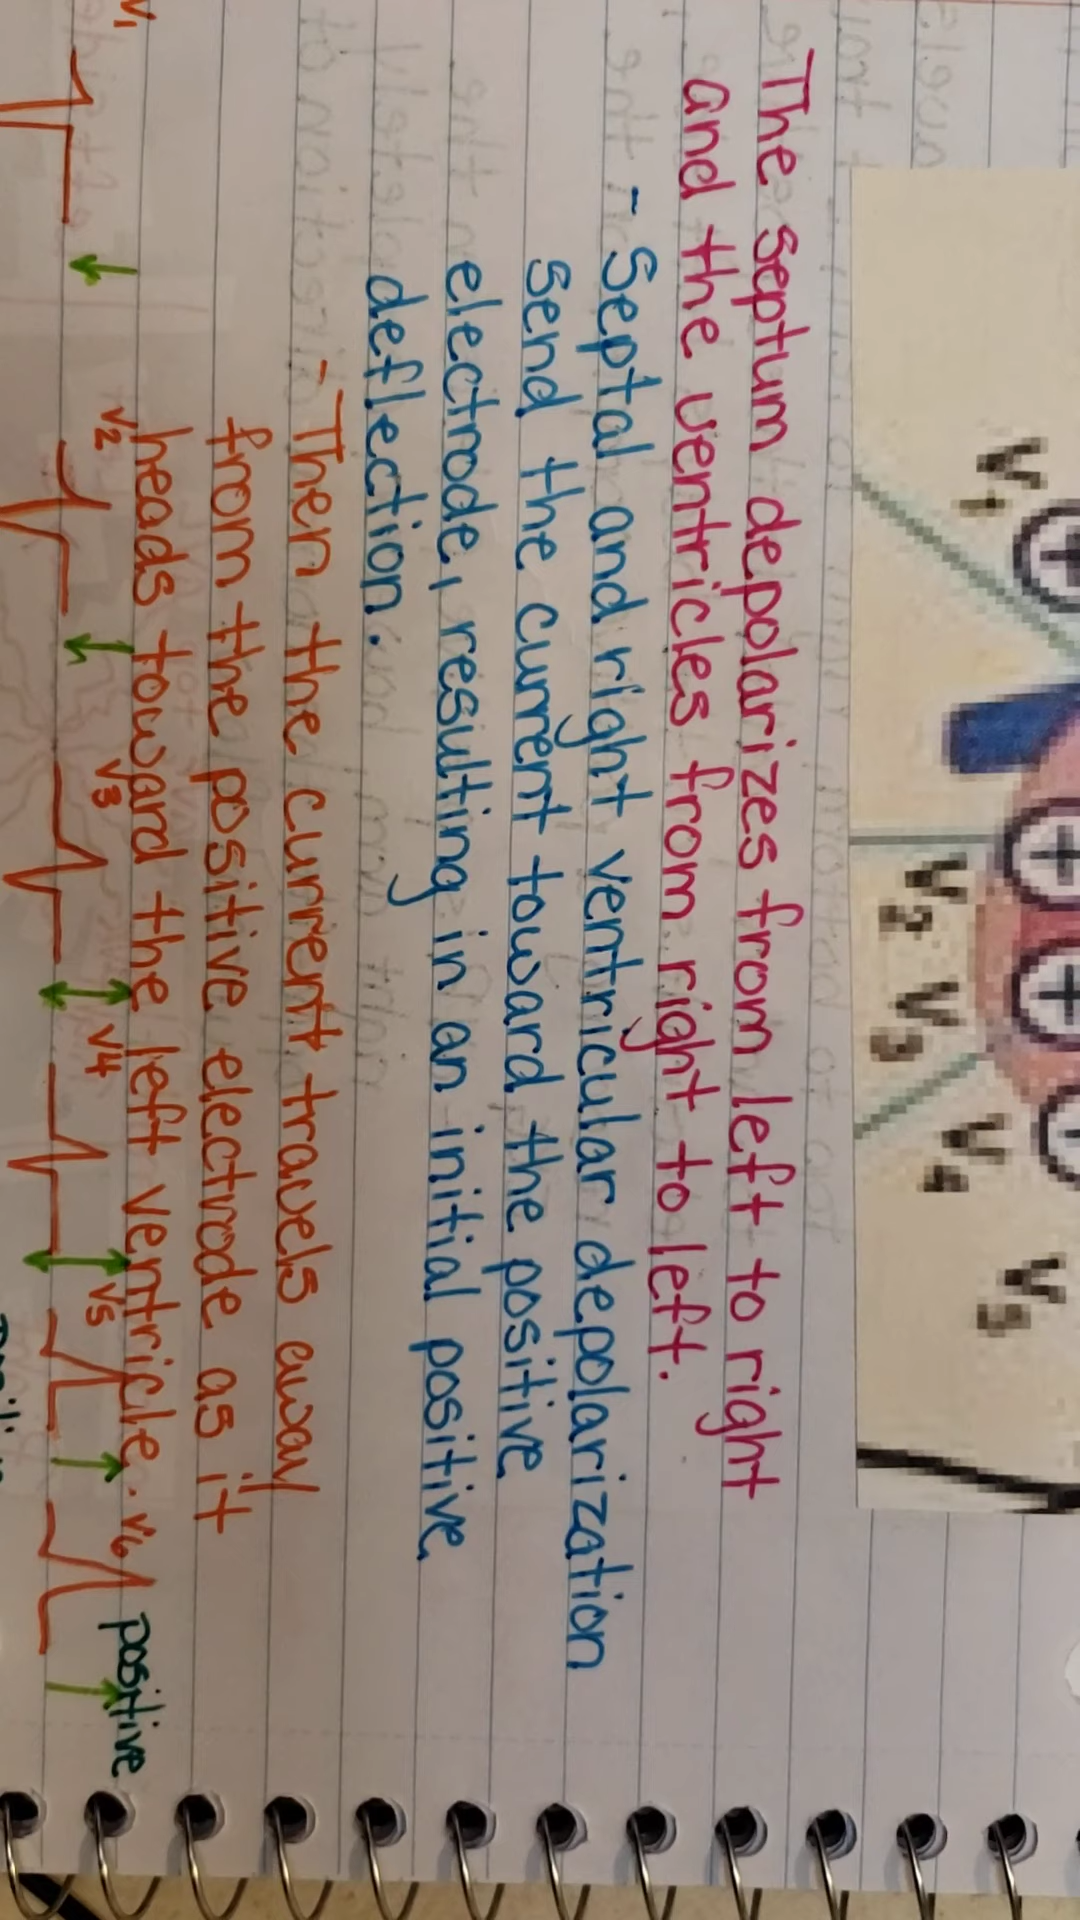 V1
V2 V3
V4
V5
The septum depolarizes from left to right
and the ventricles from right to left.
- Septal and right ventricular depolarization
send the current toward the positive
electrode, resulting in an initial positive
deflection.
- Then the current travels away
from the positive electrode as it
heads toward the left ventricle.
V1 V2 V3 V4 V5 V6 positive